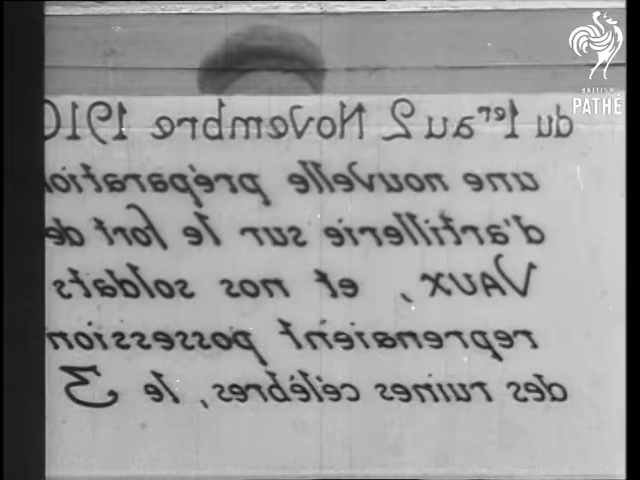 BRITISH
PATHÉ
du 1er au 2 Novembre 191
une nouvelle préparatio
d'artillerie sur le fort de
VAUX, et nos soldats
reprenaient possession
des ruines célèbres, le 3